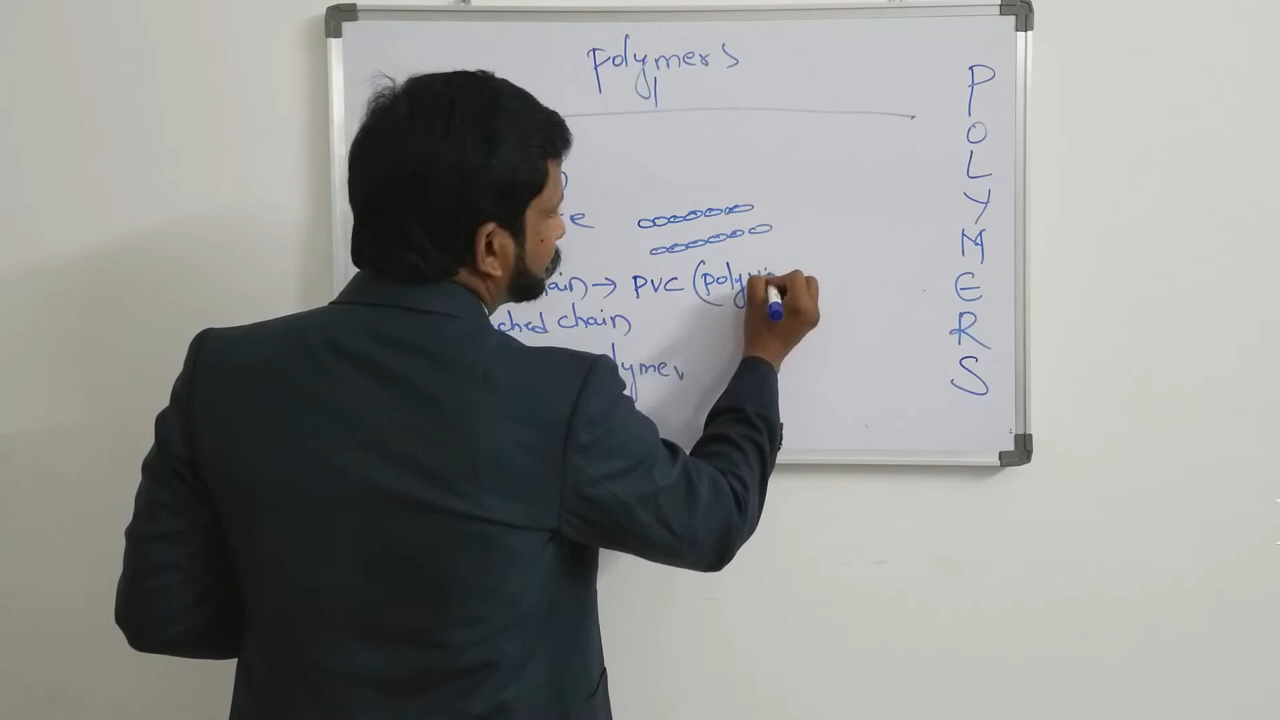 polymers
ain → PVC (polyvi
ched chain
lymer
POLYMERS